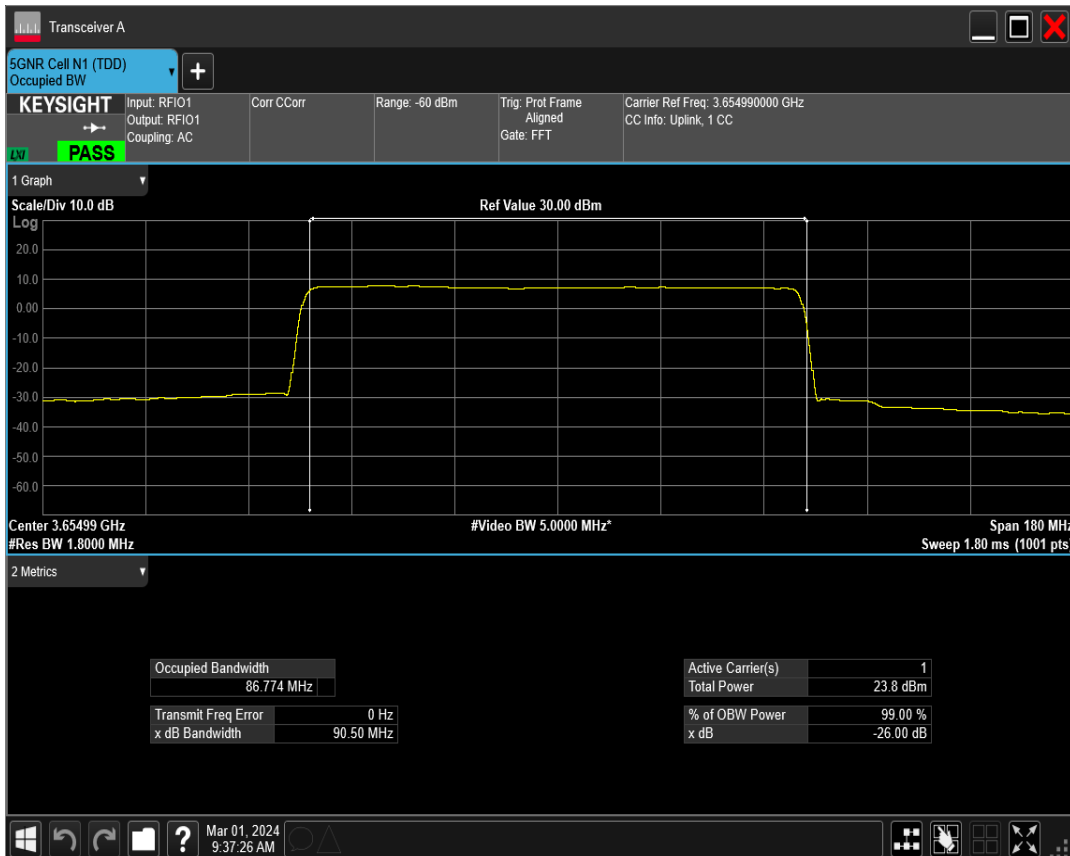 Transceiver A
5GNR Cell N1 (TDD)
Occupied BW
+
KEYSIGHT
LXI
PASS
Input: RFIO1
Output: RFIO1
Coupling: AC
Corr CCorr
Range: -60 dBm
Trig: Prot Frame
Aligned
Gate: FFT
Carrier Ref Freq: 3.654990000 GHz
CC Info: Uplink, 1 CC
1 Graph
Scale/Div 10.0 dB
Ref Value 30.00 dBm
Log
20.0
10.0
0.00
-10.0
-20.0
-30.0
-40.0
-50.0
-60.0
Center 3.65499 GHz
#Video BW 5.0000 MHz*
Span 180 MHz
#Res BW 1.8000 MHz
Sweep 1.80 ms (1001 pts)
2 Metrics
Occupied Bandwidth
86.774 MHz
Transmit Freq Error 0 Hz
x dB Bandwidth 90.50 MHz
Active Carrier(s) 1
Total Power 23.8 dBm
% of OBW Power 99.00 %
x dB -26.00 dB
?
Mar 01, 2024
9:37:26 AM